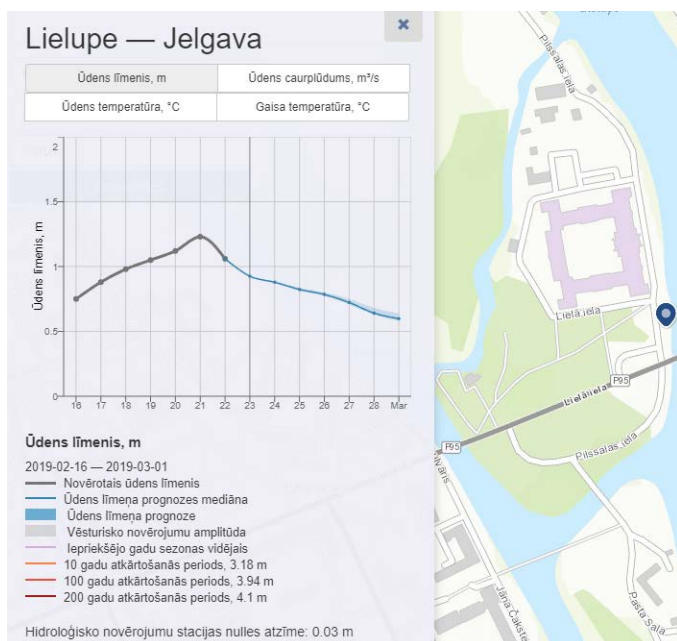 Lielupe — Jelgava
Ūdens līmenis, m
Ūdens caurplūdums, m³/s
Ūdens temperatūra, °C
Gaisa temperatūra, °C
Ūdens līmenis, m
2
1.5
1
0.5
0
16 17 18 19 20 21 22 23 24 25 26 27 28 Mar
Ūdens līmenis, m
2019-02-16 — 2019-03-01
Novērotais ūdens līmenis
Ūdens līmeņa prognozes mediāna
Ūdens līmeņa prognoze
Vēsturisko novērojumu amplitūda
Iepriekšējo gadu sezonas vidējais
10 gadu atkārtošanās periods, 3.18 m
100 gadu atkārtošanās periods, 3.94 m
200 gadu atkārtošanās periods, 4.1 m
Hidroloģisko novērojumu stacijas nulles atzīme: 0.03 m
Pilssalas iela
Lielā iela
P95
Lielā iela
P95
Pilssalas iela
Jāņa Čakstes
Pasta Sala